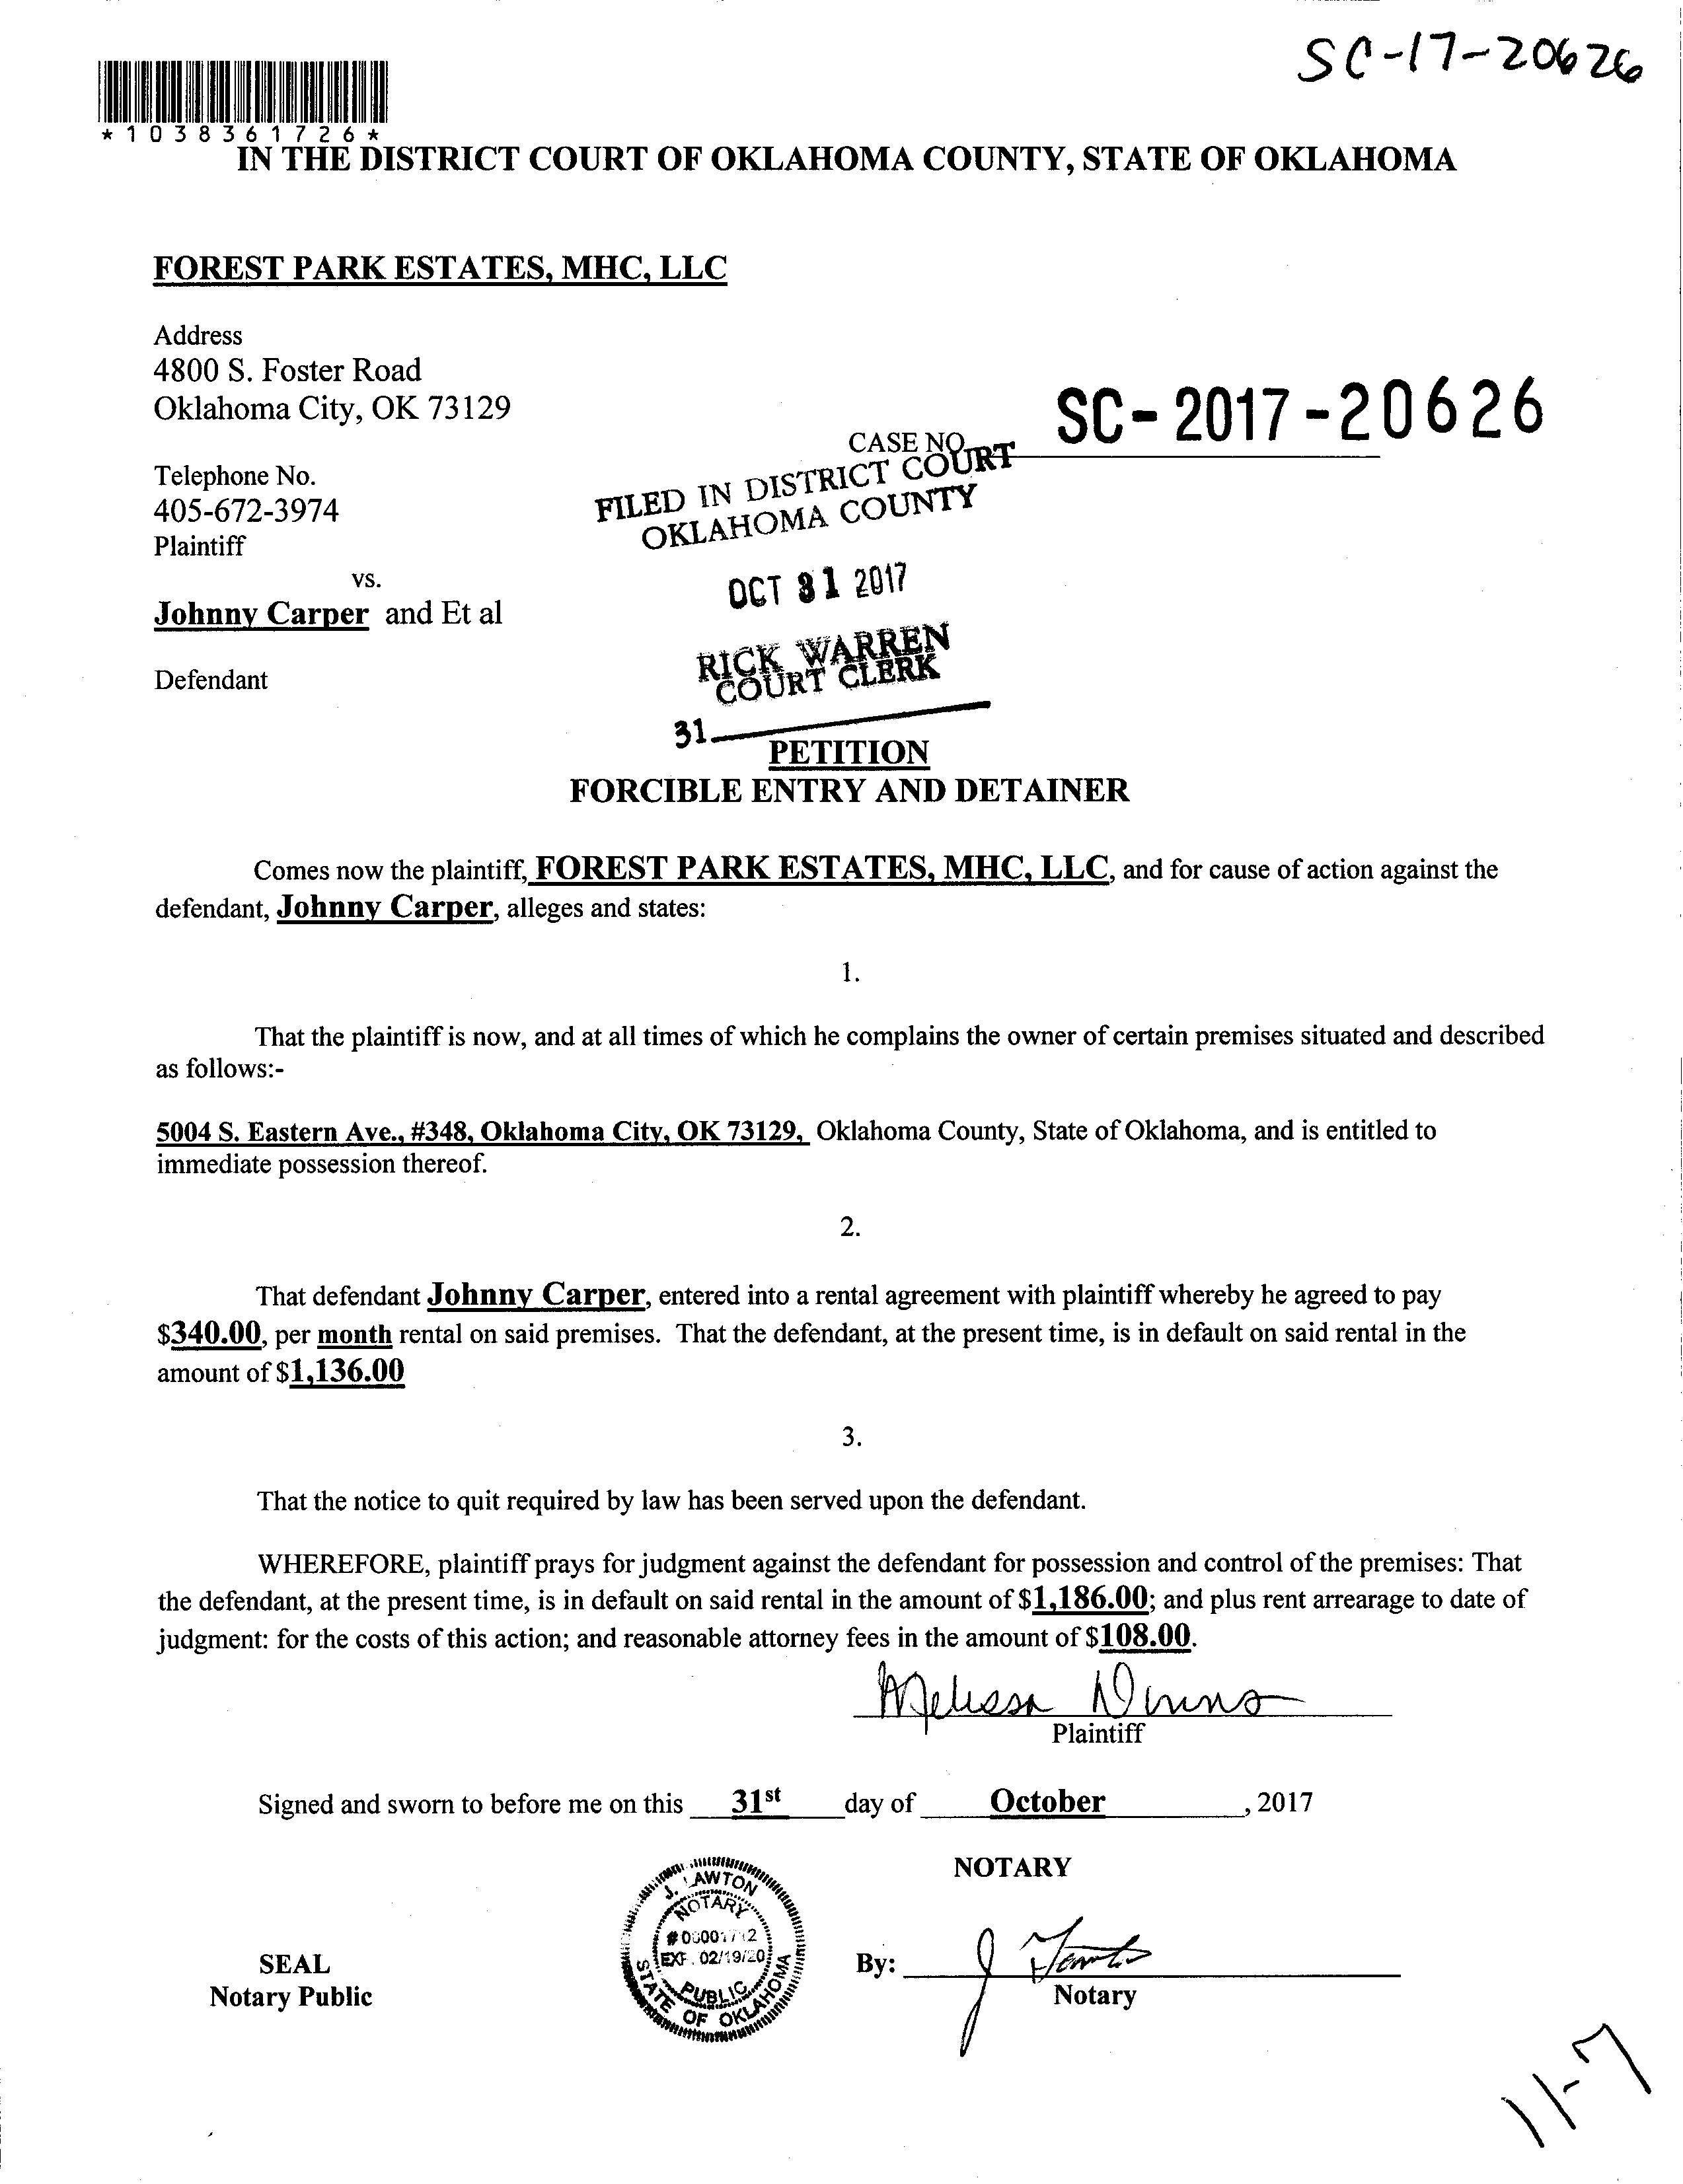 SC-17-20626
*1038361726*
IN THE DISTRICT COURT OF OKLAHOMA COUNTY, STATE OF OKLAHOMA
FOREST PARK ESTATES, MHC, LLC
Address
4800 S. Foster Road
Oklahoma City, OK 73129
CASE NO. SC-2017-20626
Telephone No.
405-672-3974
Plaintiff
FILED IN DISTRICT COURT
OKLAHOMA COUNTY
vs.
OCT 31 2017
Johnny Carper and Et al
RICK WARREN
COURT CLERK
Defendant
31
PETITION
FORCIBLE ENTRY AND DETAINER
Comes now the plaintiff, FOREST PARK ESTATES, MHC, LLC, and for cause of action against the
defendant, Johnny Carper, alleges and states:
1.
That the plaintiff is now, and at all times of which he complains the owner of certain premises situated and described
as follows:-
5004 S. Eastern Ave., #348, Oklahoma City, OK 73129, Oklahoma County, State of Oklahoma, and is entitled to
immediate possession thereof.
2.
That defendant Johnny Carper, entered into a rental agreement with plaintiff whereby he agreed to pay
$340.00, per month rental on said premises. That the defendant, at the present time, is in default on said rental in the
amount of $1,136.00
3.
That the notice to quit required by law has been served upon the defendant.
WHEREFORE, plaintiff prays for judgment against the defendant for possession and control of the premises: That
the defendant, at the present time, is in default on said rental in the amount of $1,186.00; and plus rent arrearage to date of
judgment: for the costs of this action; and reasonable attorney fees in the amount of $108.00.
Melissa
Plaintiff
Signed and sworn to before me on this 31st day of October, 2017
NOTARY
J. LAWTON
NOTARY
EXP. 02/19/20
PUBLIC
STATE OF OKLAHOMA
SEAL
Notary Public
By: J
Notary
11-7